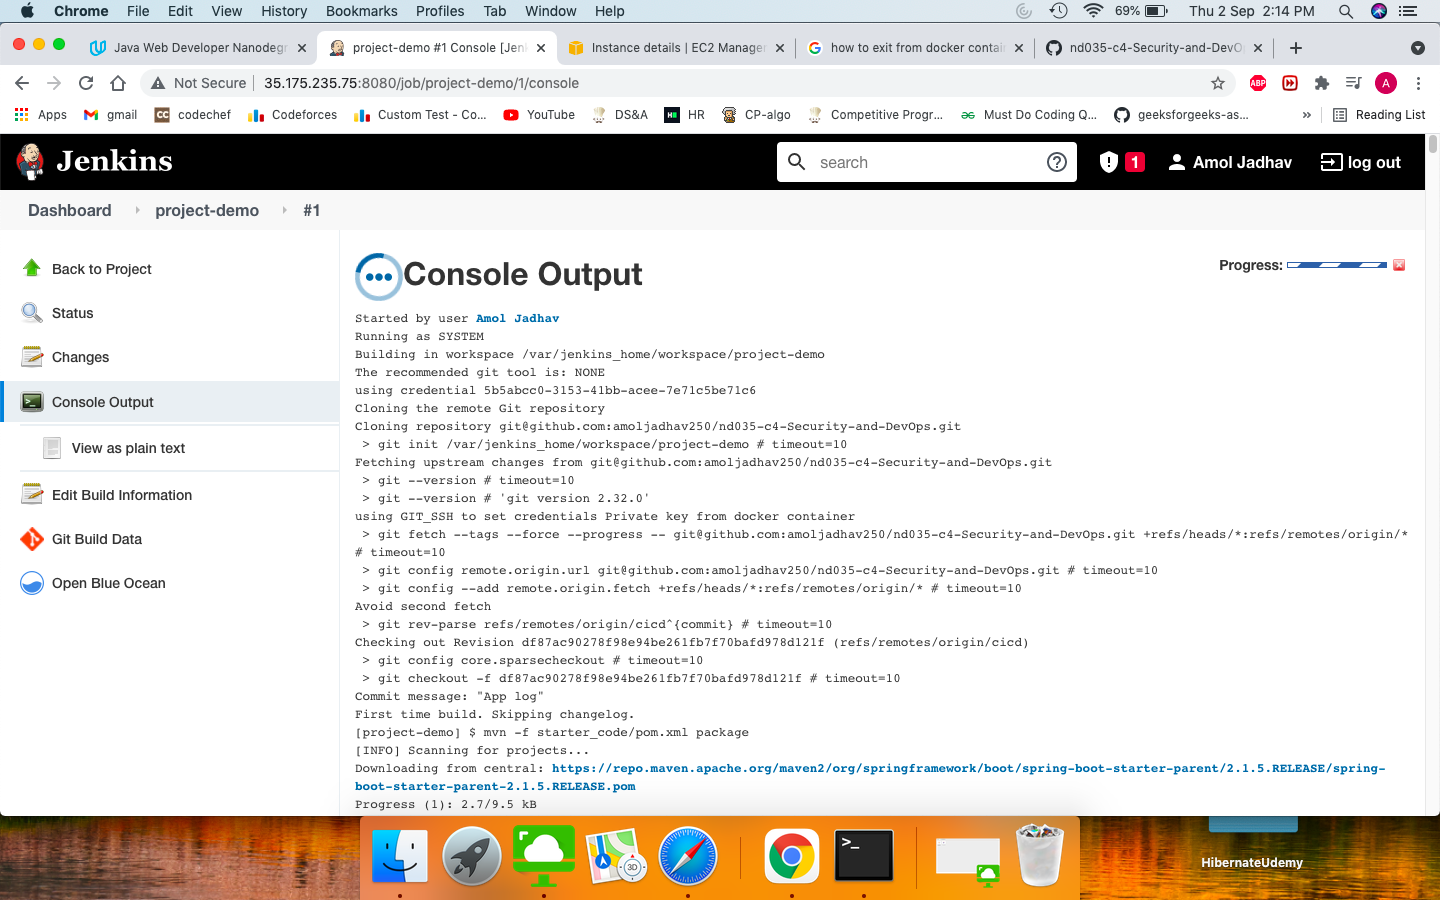 Chrome File Edit View History Bookmarks Profiles Tab Window Help 69% Thu 2 Sep 2:14 PM
Java Web Developer Nanodegr project-demo #1 Console [Jen Instance details | EC2 Manager how to exit from docker contai nd035-c4-Security-and-DevO
Not Secure 35.175.235.75:8080/job/project-demo/1/console ABP A
Apps gmail CC codechef Codeforces Custom Test - Co... YouTube DS&A HR CP-algo Competitive Progr... Must Do Coding Q... geeksforgeeks-as... » Reading List
Jenkins search 1 Amol Jadhav log out
Dashboard project-demo #1
Back to Project
Status
Changes
Console Output
View as plain text
Edit Build Information
Git Build Data
Open Blue Ocean
Console Output
Progress:
Started by user Amol Jadhav
Running as SYSTEM
Building in workspace /var/jenkins_home/workspace/project-demo
The recommended git tool is: NONE
using credential 5b5abcc0-3153-41bb-acee-7e71c5be71c6
Cloning the remote Git repository
Cloning repository git@github.com:amoljadhav250/nd035-c4-Security-and-DevOps.git
> git init /var/jenkins_home/workspace/project-demo # timeout=10
Fetching upstream changes from git@github.com:amoljadhav250/nd035-c4-Security-and-DevOps.git
> git --version # timeout=10
> git --version # 'git version 2.32.0'
using GIT_SSH to set credentials Private key from docker container
> git fetch --tags --force --progress -- git@github.com:amoljadhav250/nd035-c4-Security-and-DevOps.git +refs/heads/*:refs/remotes/origin/*
# timeout=10
> git config remote.origin.url git@github.com:amoljadhav250/nd035-c4-Security-and-DevOps.git # timeout=10
> git config --add remote.origin.fetch +refs/heads/*:refs/remotes/origin/* # timeout=10
Avoid second fetch
> git rev-parse refs/remotes/origin/cicd^{commit} # timeout=10
Checking out Revision df87ac90278f98e94be261fb7f70bafd978d121f (refs/remotes/origin/cicd)
> git config core.sparsecheckout # timeout=10
> git checkout -f df87ac90278f98e94be261fb7f70bafd978d121f # timeout=10
Commit message: "App log"
First time build. Skipping changelog.
[project-demo] $ mvn -f starter_code/pom.xml package
[INFO] Scanning for projects...
Downloading from central: https://repo.maven.apache.org/maven2/org/springframework/boot/spring-boot-starter-parent/2.1.5.RELEASE/spring-
boot-starter-parent-2.1.5.RELEASE.pom
Progress (1): 2.7/9.5 kB
3D
>_
HibernateUdemy